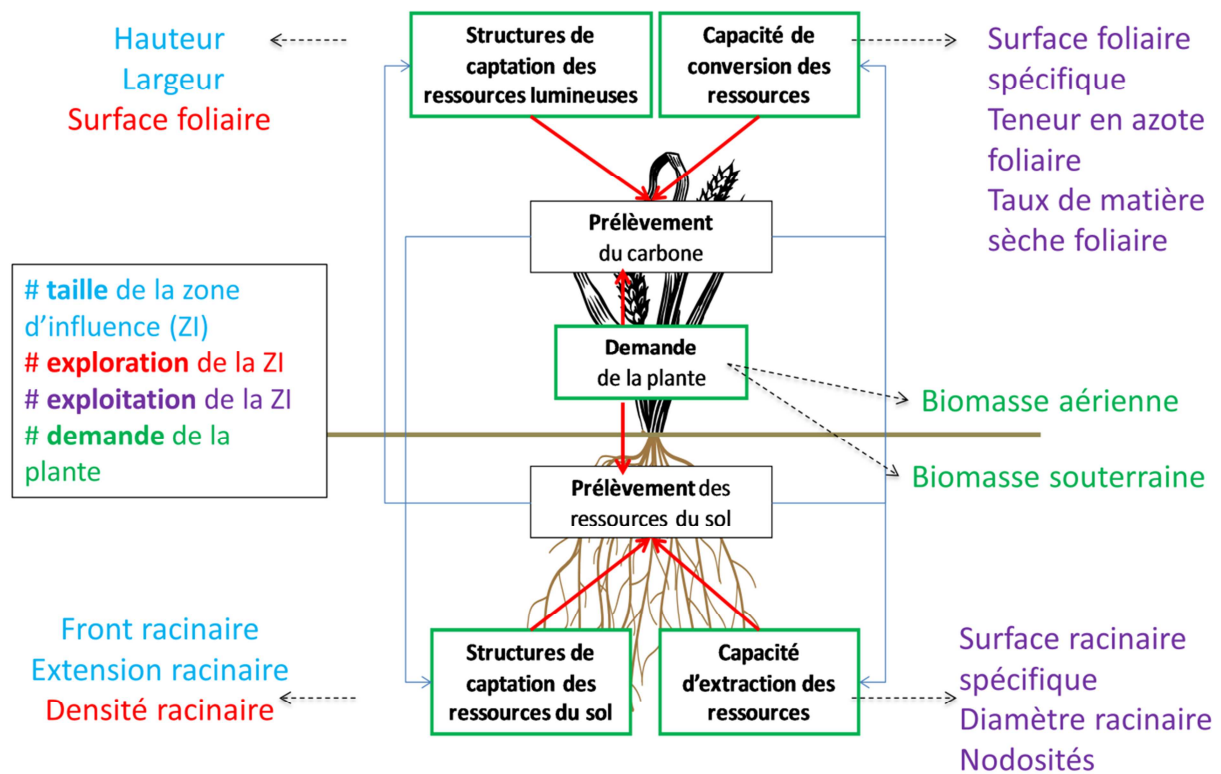 Hauteur
Largeur
Surface foliaire
Structures de
captation des
ressources lumineuses
Capacité de
conversion des
ressources
Surface foliaire
spécifique
Teneur en azote
foliaire
Taux de matière
sèche foliaire
Prélèvement
du carbone
# taille de la zone
d'influence (ZI)
# exploration de la ZI
# exploitation de la ZI
# demande de la
plante
Demande
de la plante
Biomasse aérienne
Biomasse souterraine
Prélèvement des
ressources du sol
Front racinaire
Extension racinaire
Densité racinaire
Structures de
captation des
ressources du sol
Capacité
d'extraction des
ressources
Surface racinaire
spécifique
Diamètre racinaire
Nodosités